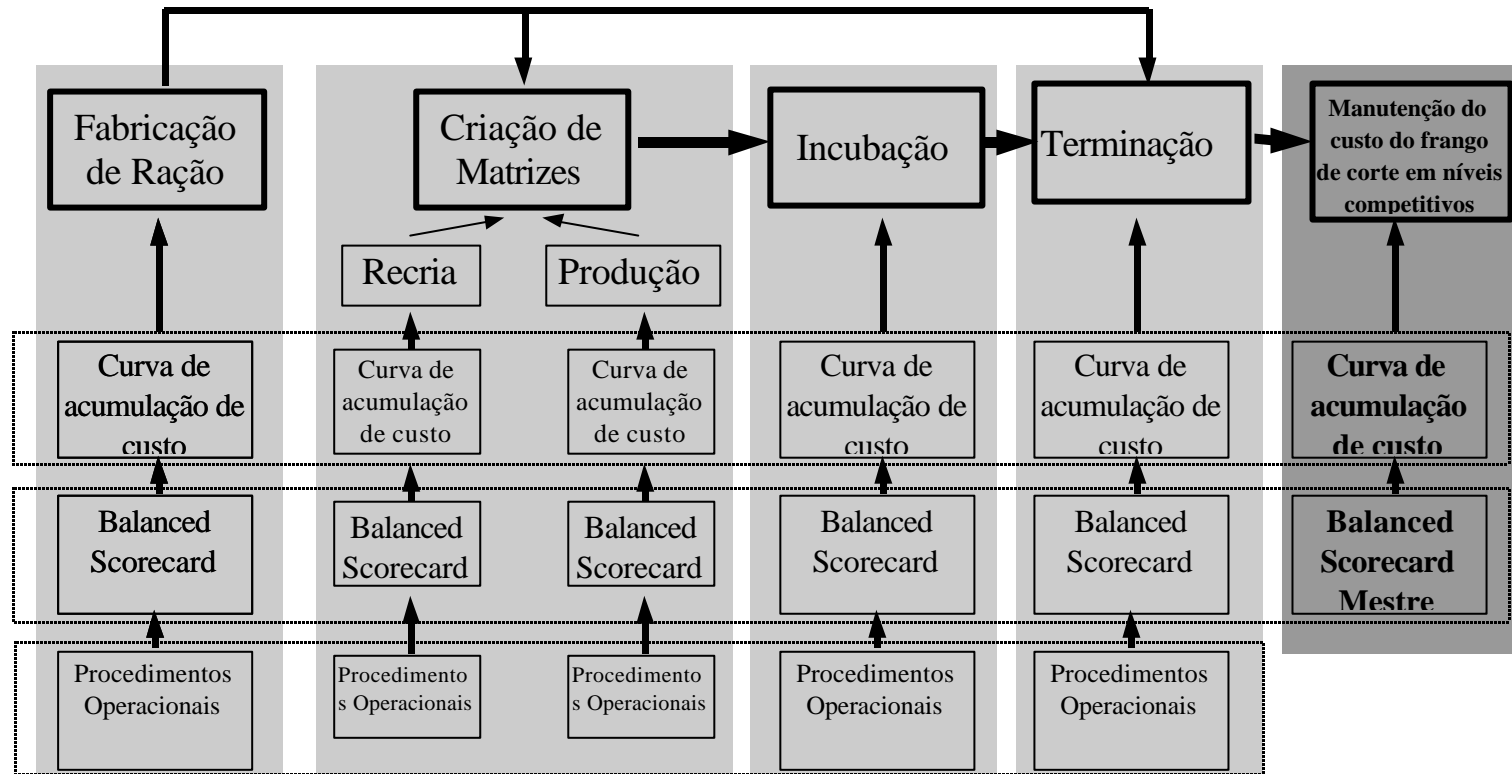 Fabricação
de Ração
Criação de
Matrizes
Incubação
Terminação
Manutenção do
custo do frango
de corte em níveis
competitivos
Recria
Produção
Curva de
acumulação de
custo
Curva de
acumulação
de custo
Curva de
acumulação
de custo
Curva de
acumulação de
custo
Curva de
acumulação de
custo
Curva de
acumulação
de custo
Balanced
Scorecard
Balanced
Scorecard
Balanced
Scorecard
Balanced
Scorecard
Balanced
Scorecard
Balanced
Scorecard
Mestre
Procedimentos
Operacionais
Procedimento
s Operacionais
Procedimento
s Operacionais
Procedimentos
Operacionais
Procedimentos
Operacionais